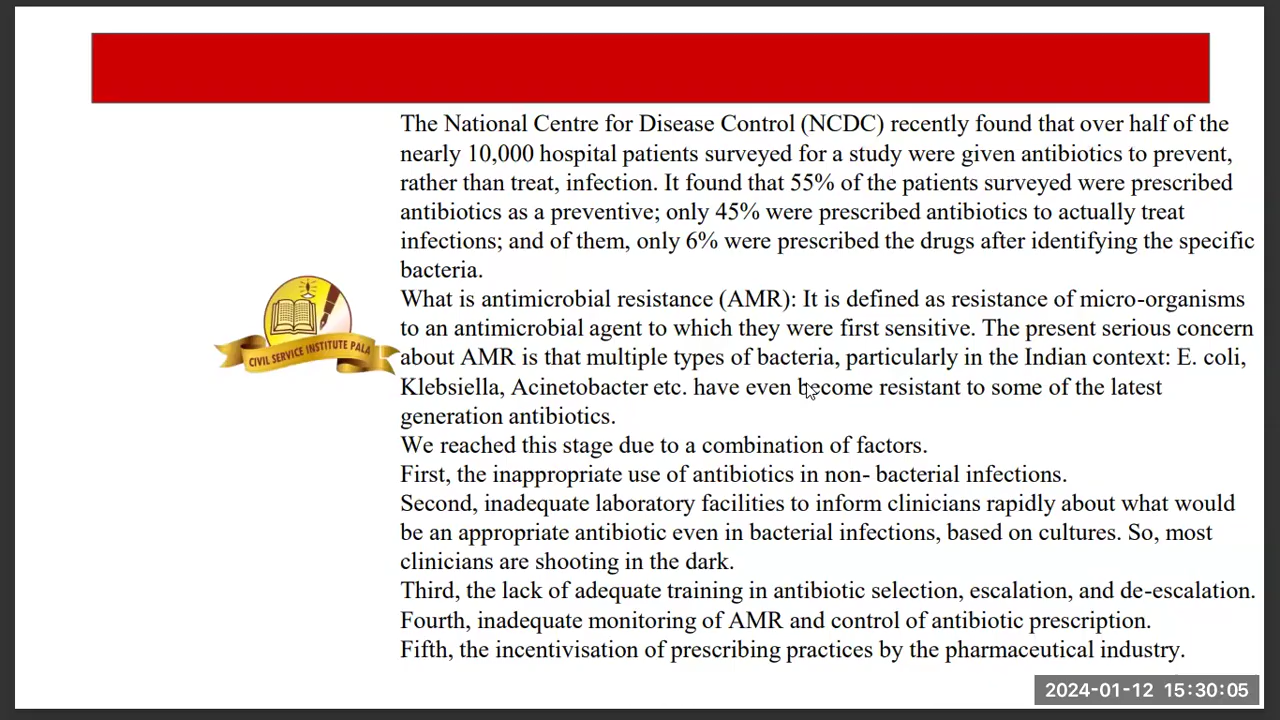 The National Centre for Disease Control (NCDC) recently found that over half of the
nearly 10,000 hospital patients surveyed for a study were given antibiotics to prevent,
rather than treat, infection. It found that 55% of the patients surveyed were prescribed
antibiotics as a preventive; only 45% were prescribed antibiotics to actually treat
infections; and of them, only 6% were prescribed the drugs after identifying the specific
bacteria.
What is antimicrobial resistance (AMR): It is defined as resistance of micro-organisms
to an antimicrobial agent to which they were first sensitive. The present serious concern
about AMR is that multiple types of bacteria, particularly in the Indian context: E. coli,
Klebsiella, Acinetobacter etc. have even become resistant to some of the latest
generation antibiotics.
We reached this stage due to a combination of factors.
First, the inappropriate use of antibiotics in non- bacterial infections.
Second, inadequate laboratory facilities to inform clinicians rapidly about what would
be an appropriate antibiotic even in bacterial infections, based on cultures. So, most
clinicians are shooting in the dark.
Third, the lack of adequate training in antibiotic selection, escalation, and de-escalation.
Fourth, inadequate monitoring of AMR and control of antibiotic prescription.
Fifth, the incentivisation of prescribing practices by the pharmaceutical industry.
CIVIL SERVICE INSTITUTE PALA
2024-01-12 15:30:05